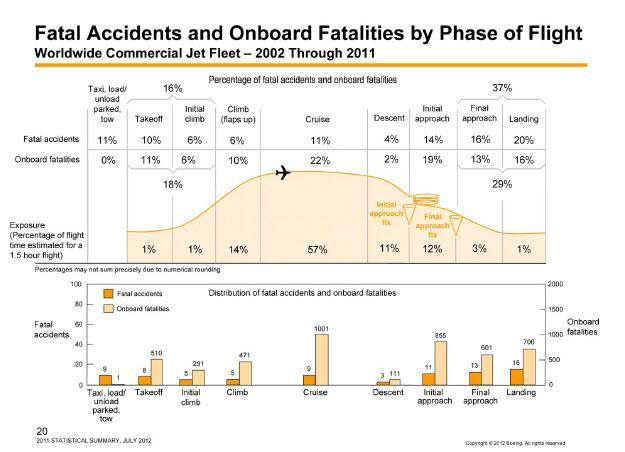 Fatal Accidents and Onboard Fatalities by Phase of Flight
Worldwide Commercial Jet Fleet – 2002 Through 2011
Percentage of fatal accidents and onboard fatalities
16%
37%
Taxi, load/
unload
parked,
tow
Takeoff
Initial
climb
Climb
(flaps up)
Cruise
Descent
Initial
approach
Final
approach
Landing
Fatal accidents 11% 10% 6% 6% 11% 4% 14% 16% 20%
Onboard fatalities 0% 11% 6% 10% 22% 2% 19% 13% 16%
18%
29%
Initial
approach
fix
Final
approach
fix
Exposure
(Percentage of flight
time estimated for a
1.5 hour flight)
1% 1% 14% 57% 11% 12% 3% 1%
Percentages may not sum precisely due to numerical rounding.
Distribution of fatal accidents and onboard fatalities
Fatal accidents
Onboard fatalities
Fatal
accidents
100
80
60
40
20
0
2000
1500
1000
500
0
Onboard
fatalities
9 1
8 510
5 291
5 471
9 1001
3 111
11 855
13 601
16 706
Taxi, load/
unload
parked,
tow
Takeoff
Initial
climb
Climb
Cruise
Descent
Initial
approach
Final
approach
Landing
20
2011 STATISTICAL SUMMARY, JULY 2012
Copyright © 2012 Boeing. All rights reserved.